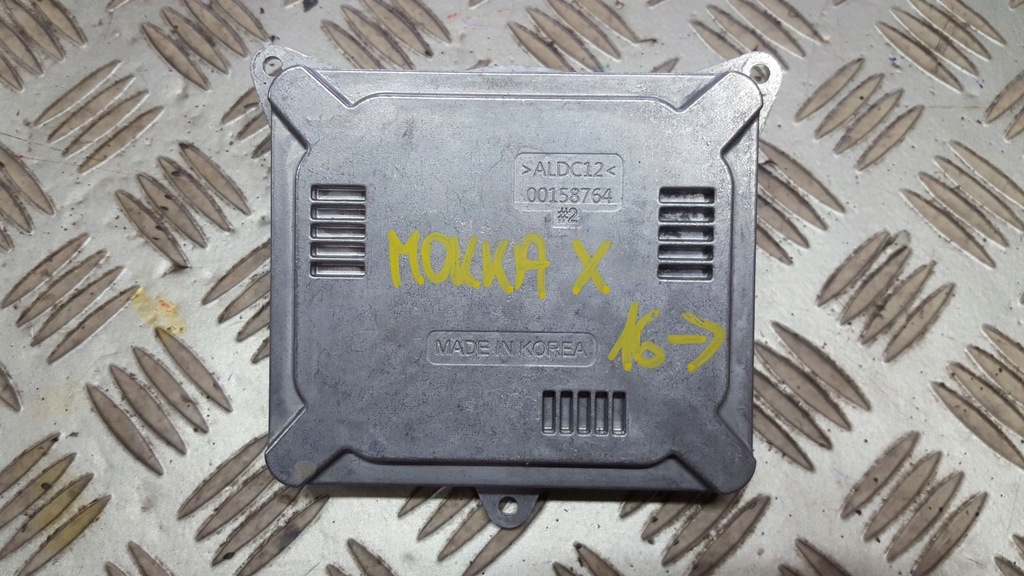 >ALDC12<
00158764
#2
MOKKA X
MADE IN KOREA
16->